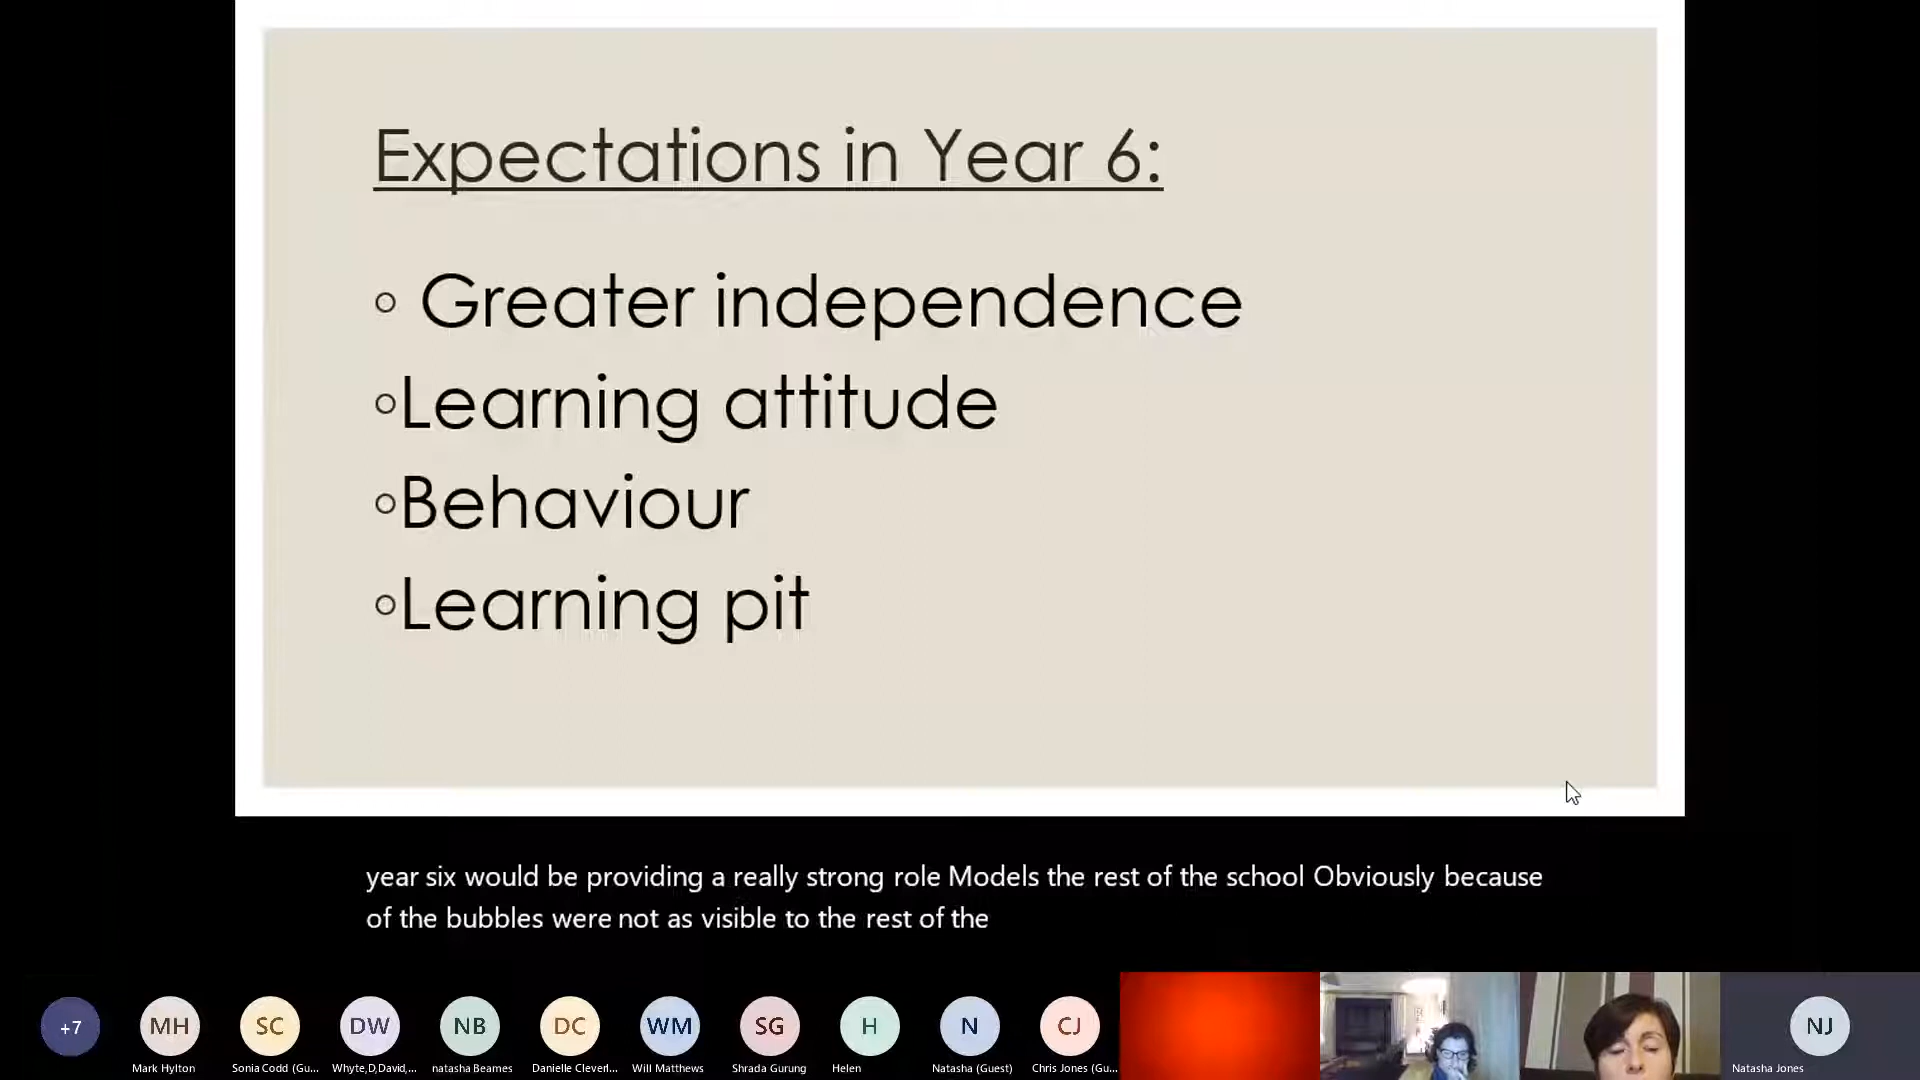 Expectations in Year 6:
◦ Greater independence
◦Learning attitude
◦Behaviour
◦Learning pit
year six would be providing a really strong role Models the rest of the school Obviously because
of the bubbles were not as visible to the rest of the
+7
MH
SC
DW
NB
DC
WM
SG
H
N
CJ
NJ
Mark Hylton
Sonia Codd (Gu...
Whyte,D,David,...
natasha Beames
Danielle Cleverl...
Will Matthews
Shrada Gurung
Helen
Natasha (Guest)
Chris Jones (Gu...
Natasha Jones